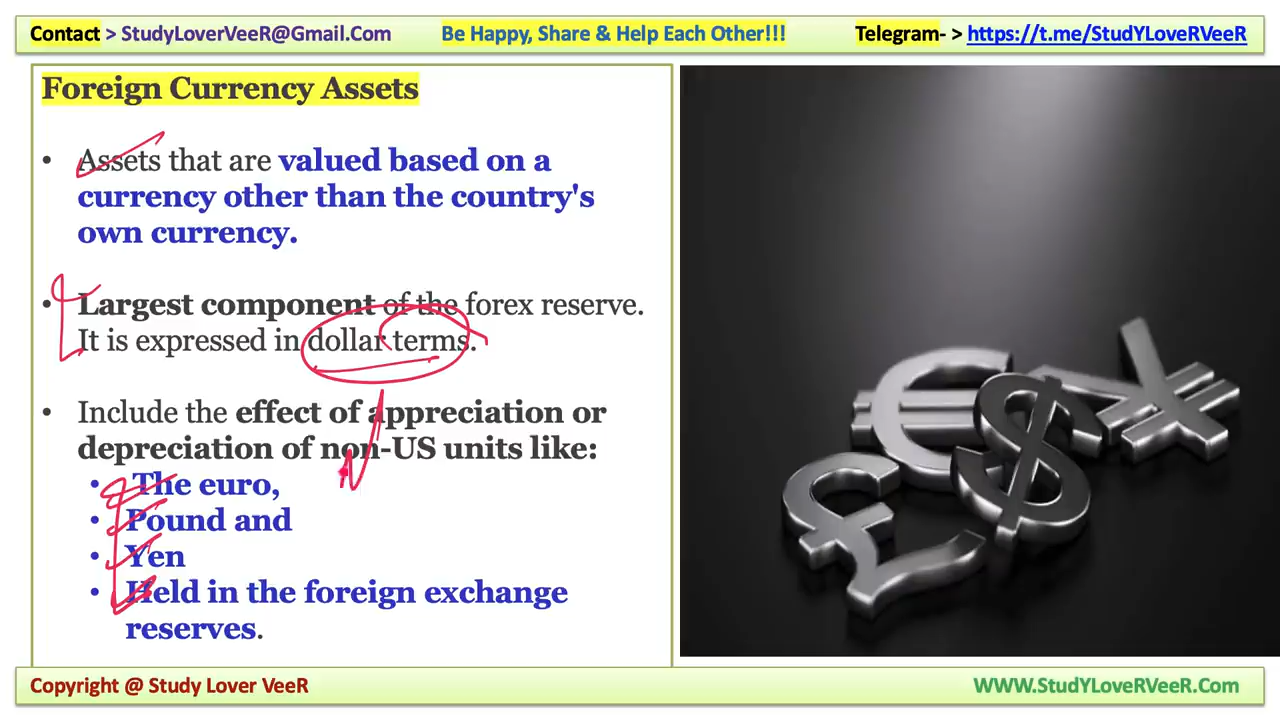 Contact > StudyLoverVeeR@Gmail.Com Be Happy, Share & Help Each Other!!! Telegram- > https://t.me/StudYLoveRVeeR
Foreign Currency Assets
• Assets that are valued based on a
currency other than the country's
own currency.
• Largest component of the forex reserve.
It is expressed in dollar terms.
• Include the effect of appreciation or
depreciation of non-US units like:
• The euro,
• Pound and
• Yen
• Held in the foreign exchange
reserves.
Copyright @ Study Lover VeeR WWW.StudYLoveRVeeR.Com